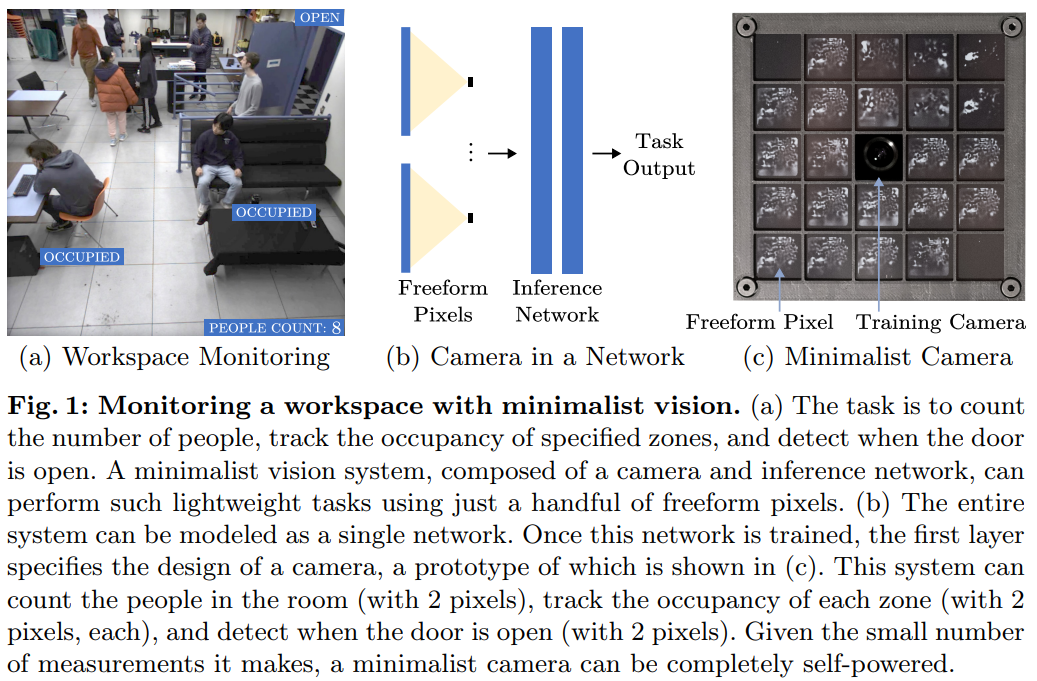 OPEN
OCCUPIED
OCCUPIED
PEOPLE COUNT: 8
(a) Workspace Monitoring
Freeform
Pixels
Inference
Network
Task
Output
(b) Camera in a Network
Freeform Pixel
Training Camera
(c) Minimalist Camera
Fig. 1: Monitoring a workspace with minimalist vision. (a) The task is to count
the number of people, track the occupancy of specified zones, and detect when the door
is open. A minimalist vision system, composed of a camera and inference network, can
perform such lightweight tasks using just a handful of freeform pixels. (b) The entire
system can be modeled as a single network. Once this network is trained, the first layer
specifies the design of a camera, a prototype of which is shown in (c). This system can
count the people in the room (with 2 pixels), track the occupancy of each zone (with 2
pixels, each), and detect when the door is open (with 2 pixels). Given the small number
of measurements it makes, a minimalist camera can be completely self-powered.